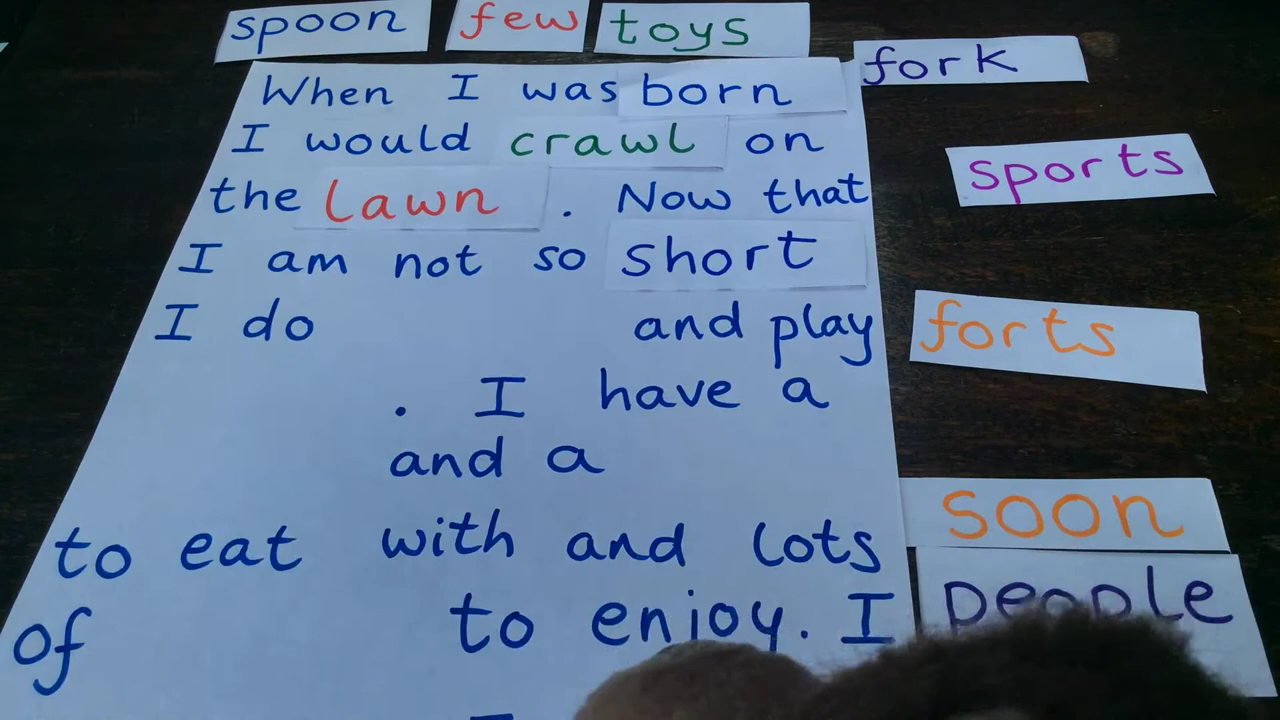 spoon few toys
fork
When I was born
I would crawl on
the lawn . Now that
I am not so short
I do and play
. I have a
and a
to eat with and lots
of to enjoy. I
sports
forts
soon
people